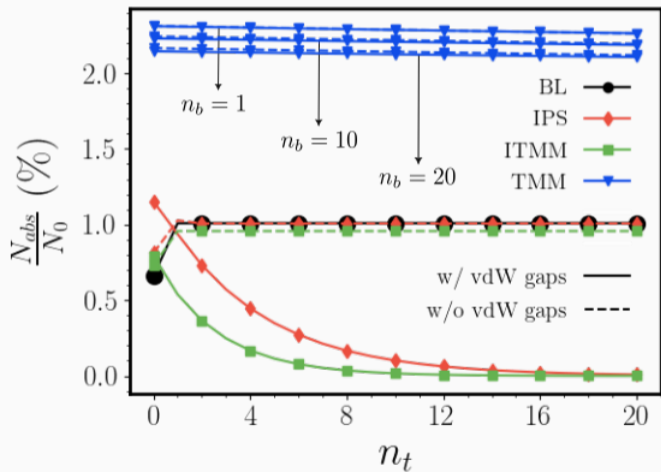 2.0
1.5
1.0
0.5
0.0
N_abs
N_0
(%)
n_b = 1
n_b = 10
n_b = 20
BL
IPS
ITMM
TMM
w/ vdW gaps
w/o vdW gaps
0 4 8 12 16 20
n_t